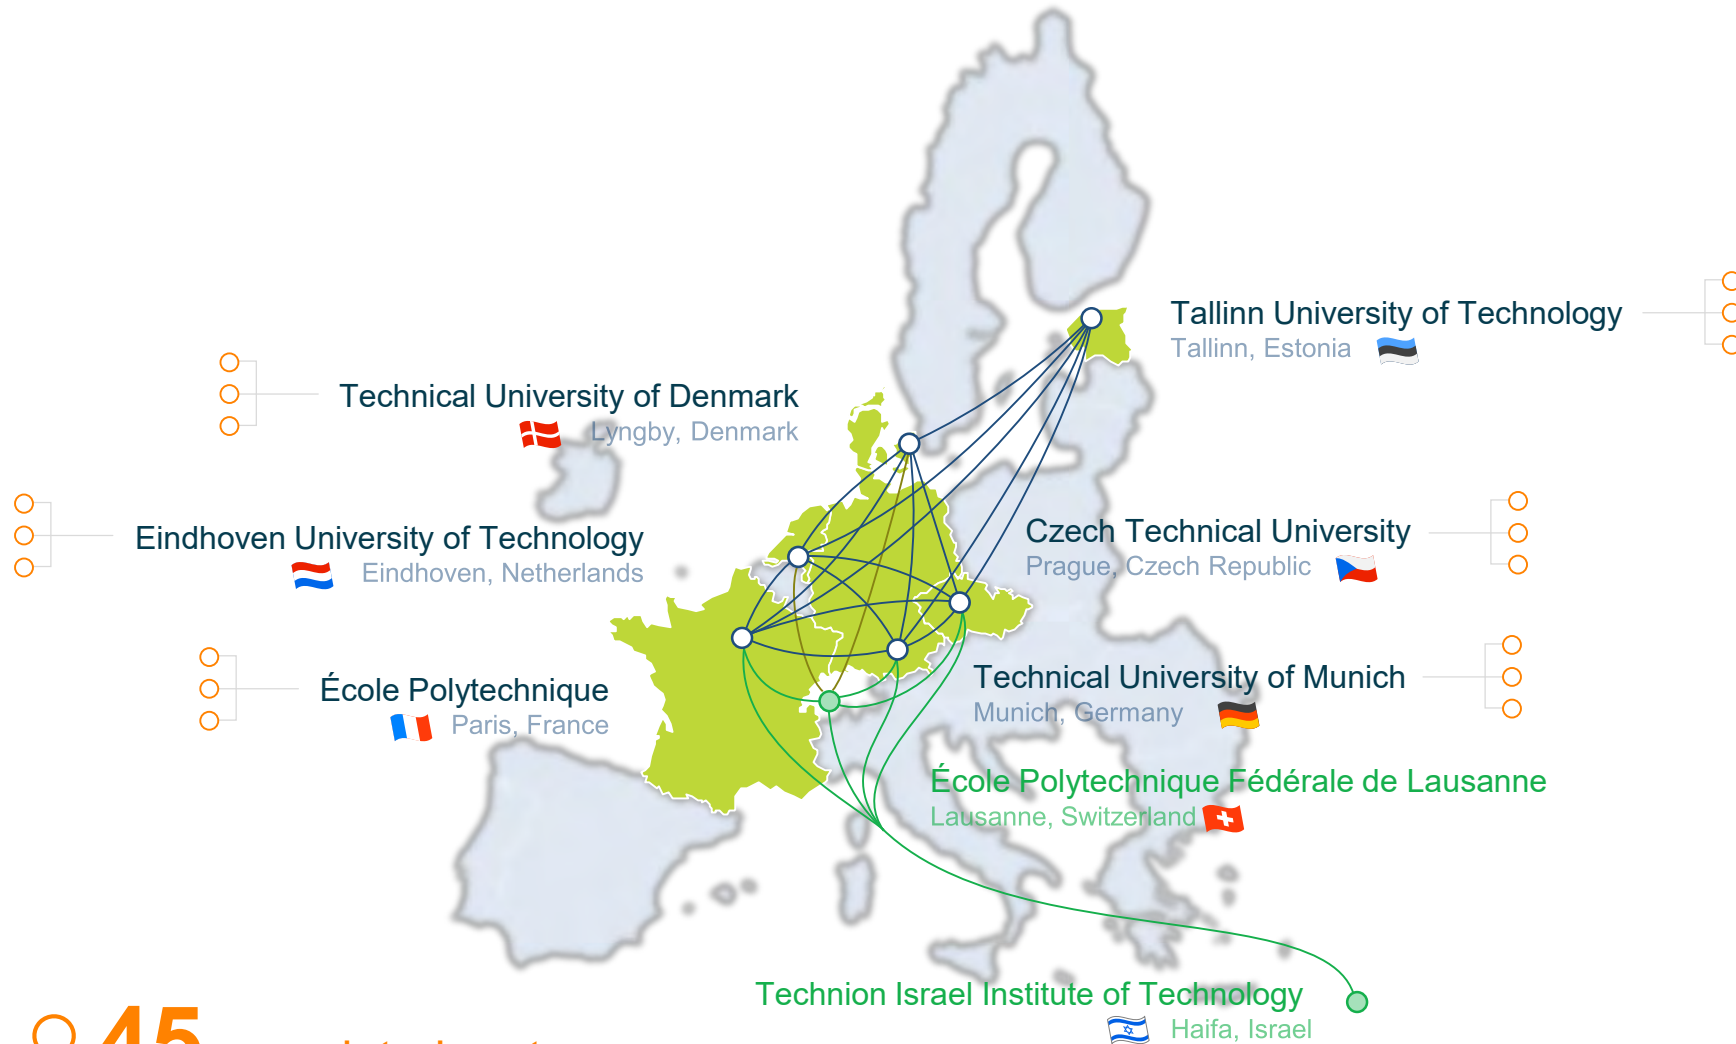 Tallinn University of Technology
Tallinn, Estonia
Technical University of Denmark
Lyngby, Denmark
Eindhoven University of Technology
Eindhoven, Netherlands
Czech Technical University
Prague, Czech Republic
École Polytechnique
Paris, France
Technical University of Munich
Munich, Germany
École Polytechnique Fédérale de Lausanne
Lausanne, Switzerland
Technion Israel Institute of Technology
Haifa, Israel
45